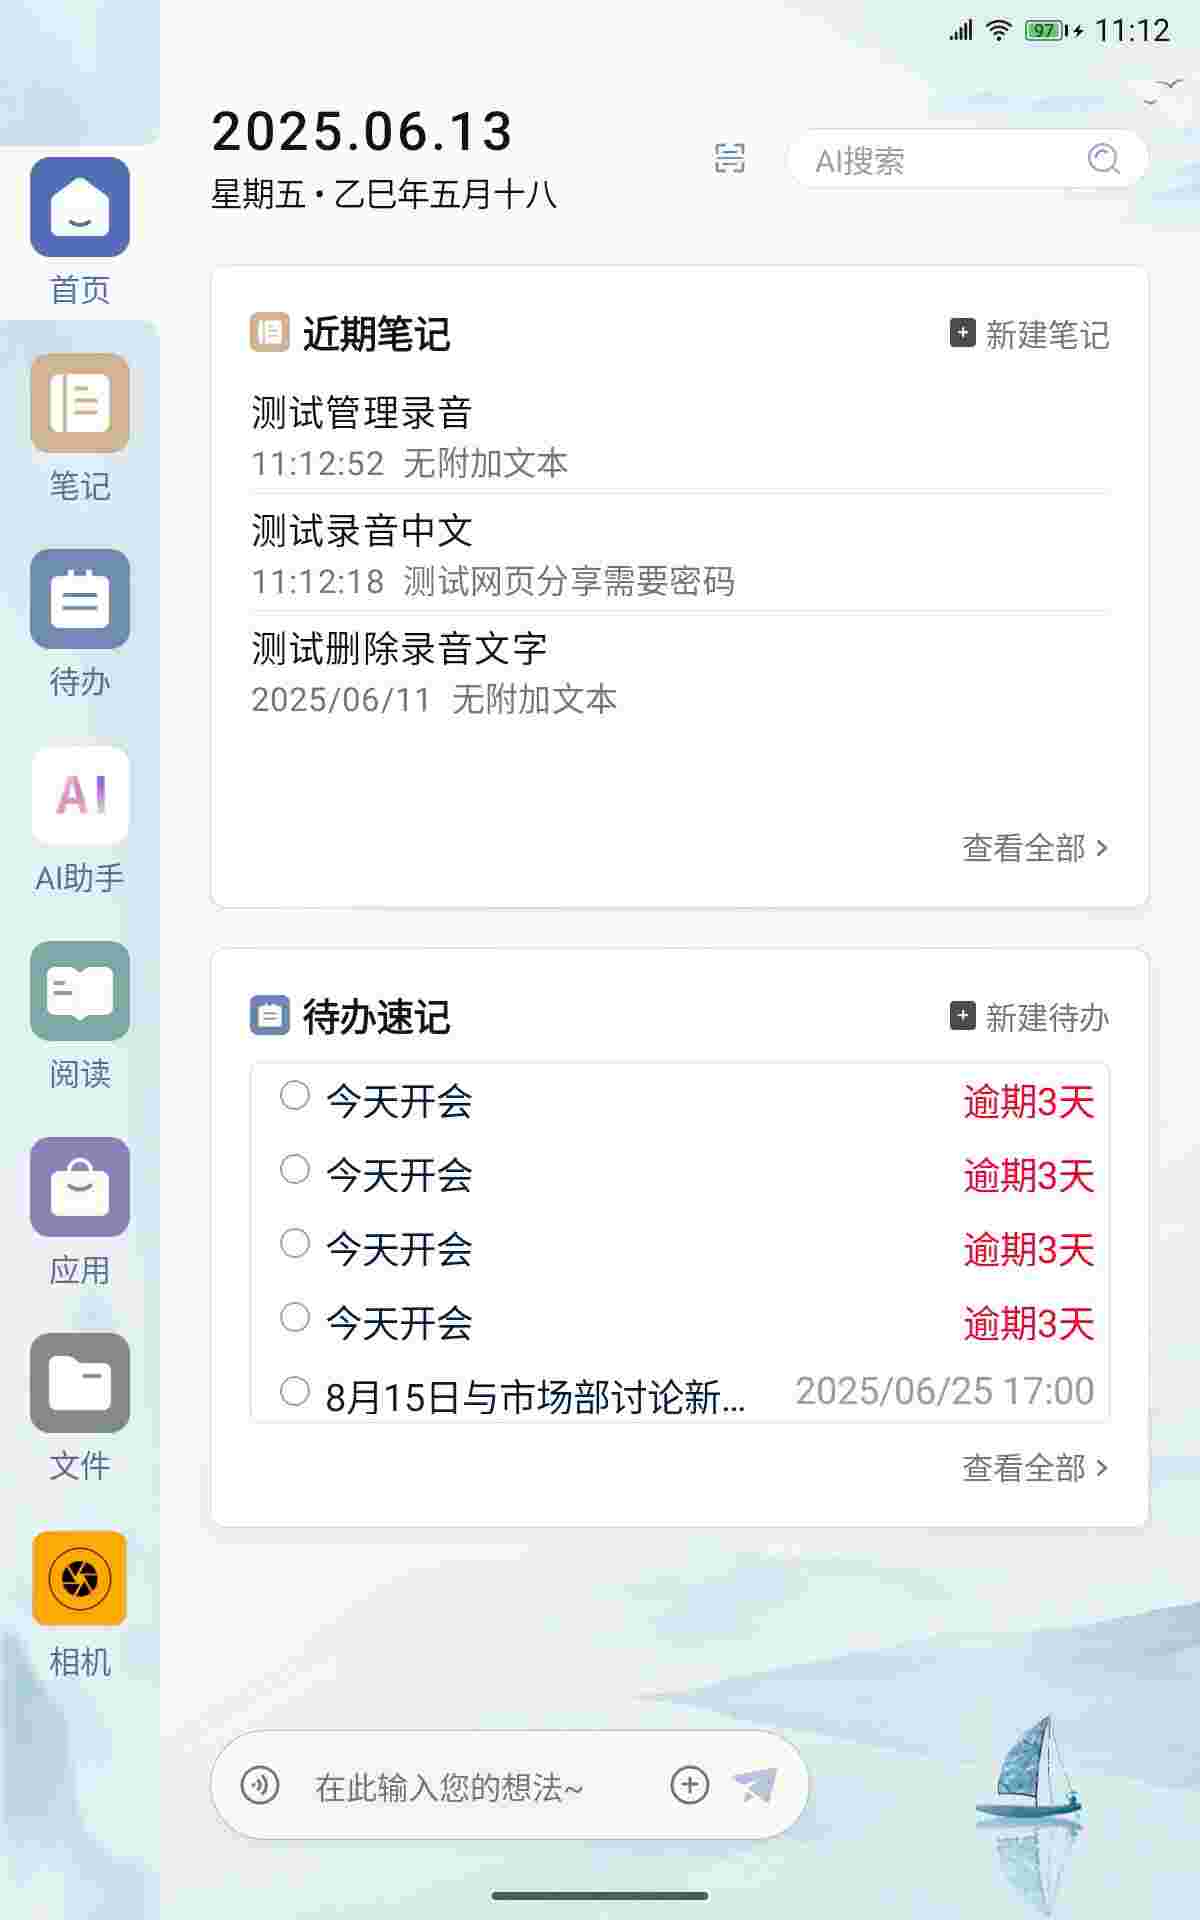 97 11:12
2025.06.13
星期五•乙巳年五月十八
AI搜索
首页
笔记
待办
AI
AI助手
阅读
应用
文件
相机
近期笔记
新建笔记
测试管理录音
11:12:52 无附加文本
测试录音中文
11:12:18 测试网页分享需要密码
测试删除录音文字
2025/06/11 无附加文本
查看全部
待办速记
新建待办
今天开会 逾期3天
今天开会 逾期3天
今天开会 逾期3天
今天开会 逾期3天
8月15日与市场部讨论新... 2025/06/25 17:00
查看全部
在此输入您的想法~